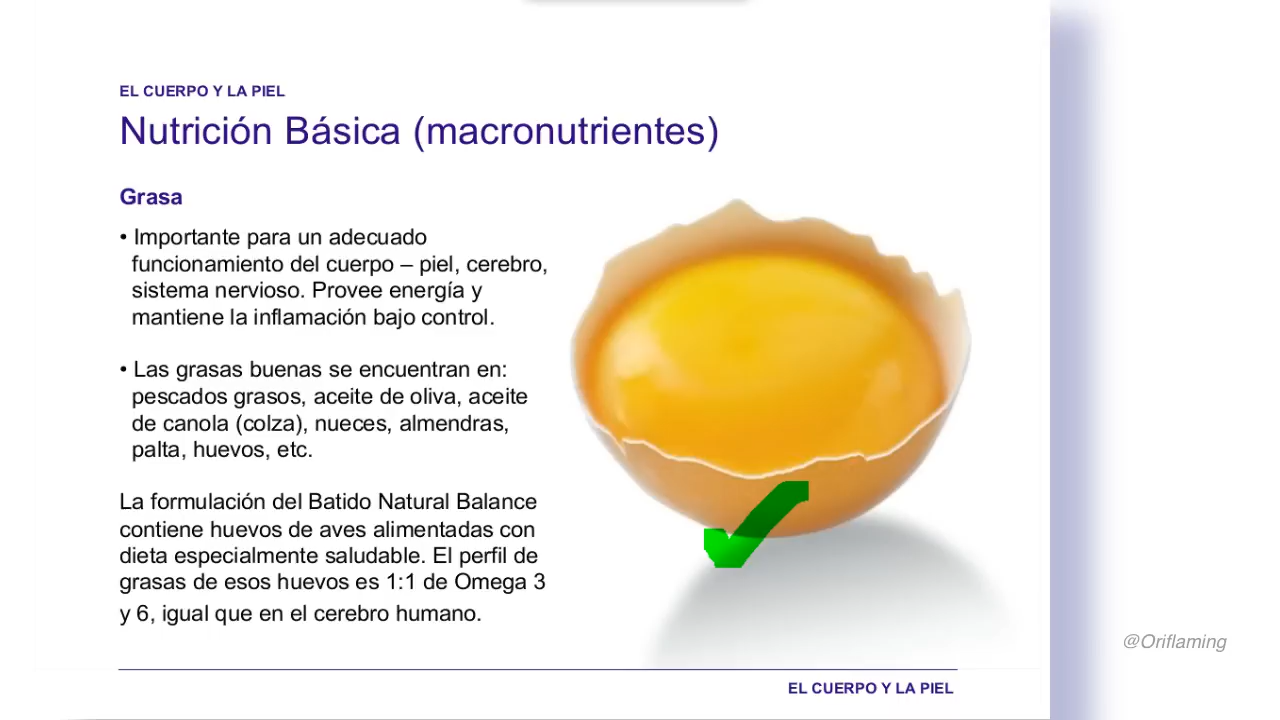 EL CUERPO Y LA PIEL
Nutrición Básica (macronutrientes)
Grasa
• Importante para un adecuado
funcionamiento del cuerpo – piel, cerebro,
sistema nervioso. Provee energía y
mantiene la inflamación bajo control.
• Las grasas buenas se encuentran en:
pescados grasos, aceite de oliva, aceite
de canola (colza), nueces, almendras,
palta, huevos, etc.
La formulación del Batido Natural Balance
contiene huevos de aves alimentadas con
dieta especialmente saludable. El perfil de
grasas de esos huevos es 1:1 de Omega 3
y 6, igual que en el cerebro humano.
@Oriflaming
EL CUERPO Y LA PIEL